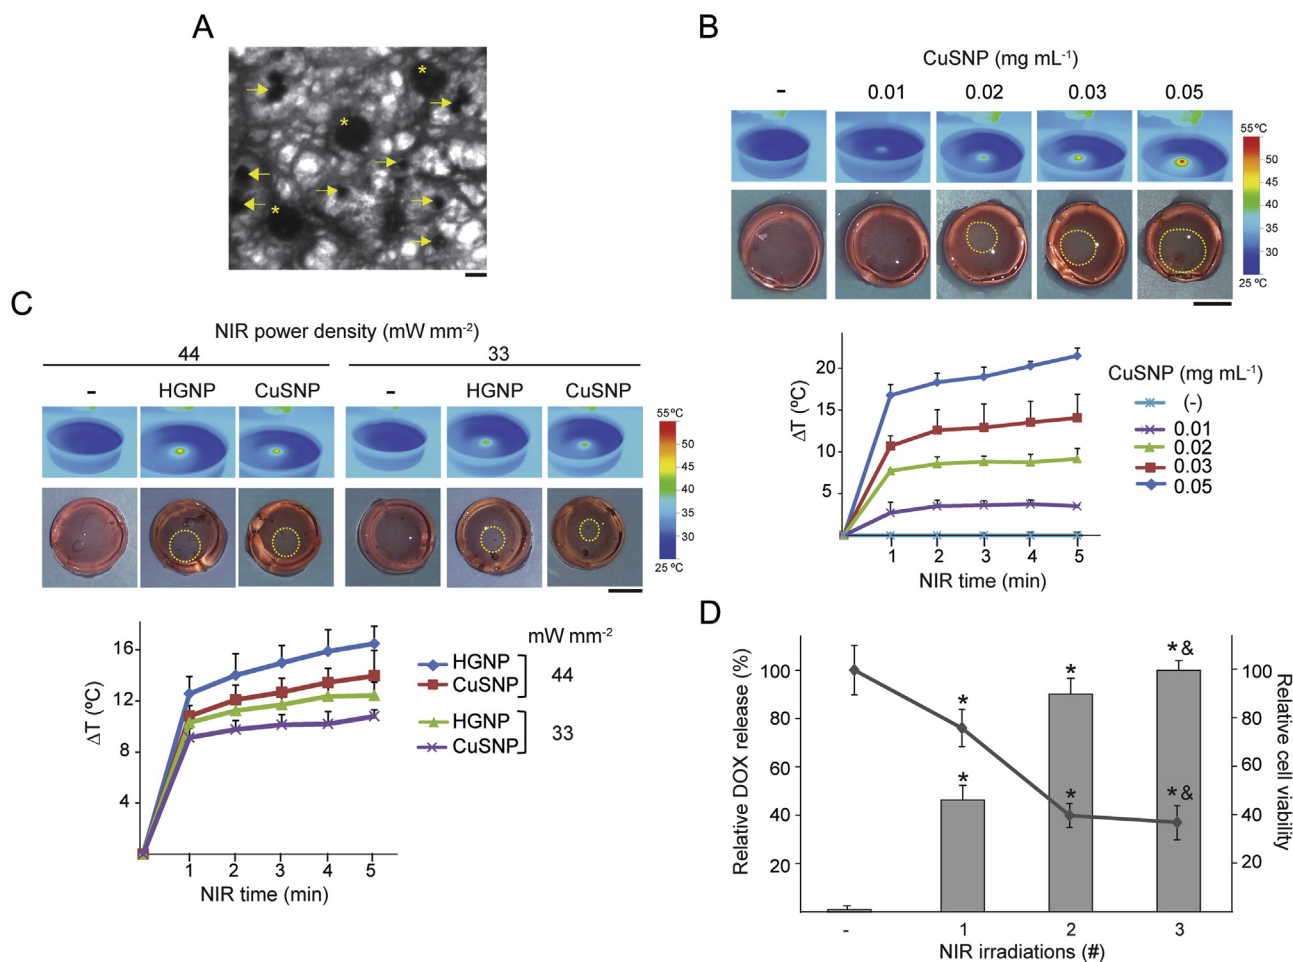 A
*
*
*
B
CuSNP (mg mL-1)
- 0.01 0.02 0.03 0.05
55 ºC
50
45
40
35
30
25 ºC
20
15
10
5
ΔT (ºC)
1 2 3 4 5
NIR time (min)
CuSNP (mg mL-1)
(-)
0.01
0.02
0.03
0.05
C
NIR power density (mW mm-2)
44 33
- HGNP CuSNP - HGNP CuSNP
55 ºC
50
45
40
35
30
25 ºC
16
12
8
4
ΔT (ºC)
1 2 3 4 5
NIR time (min)
mW mm-2
HGNP
CuSNP
44
HGNP
CuSNP
33
D
Relative DOX release (%)
100
80
60
40
20
* * * &
* * * &
100
80
60
40
20
Relative cell viability
- 1 2 3
NIR irradiations (#)